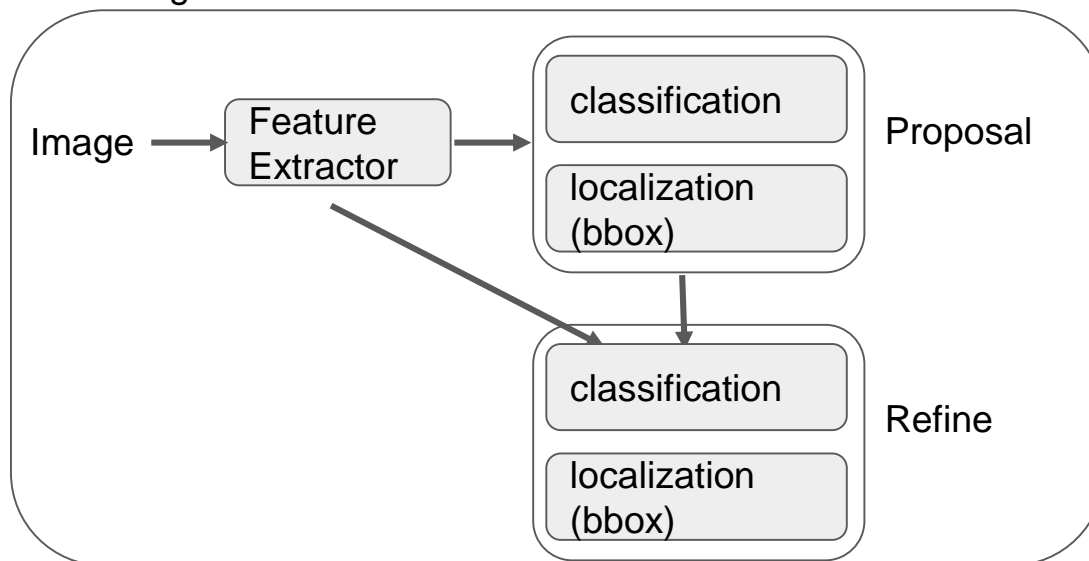 Image
Feature
Extractor
classification
localization
(bbox)
Proposal
classification
localization
(bbox)
Refine